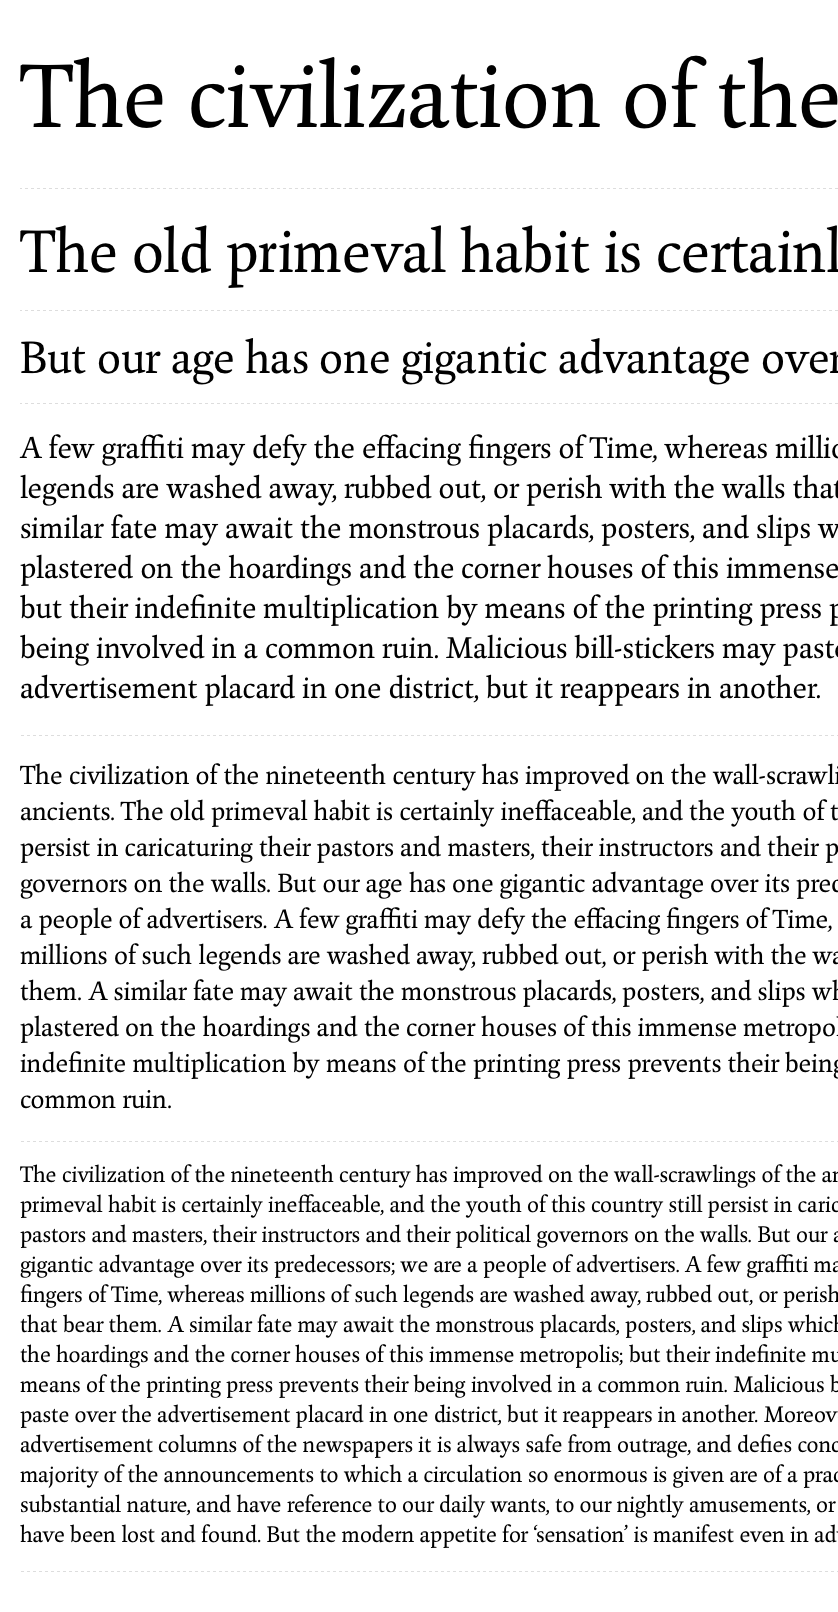 The civilization of the
The old primeval habit is certainl
But our age has one gigantic advantage over
A few graffiti may defy the effacing fingers of Time, whereas millio
legends are washed away, rubbed out, or perish with the walls that
similar fate may await the monstrous placards, posters, and slips w
plastered on the hoardings and the corner houses of this immense
but their indefinite multiplication by means of the printing press p
being involved in a common ruin. Malicious bill-stickers may paste
advertisement placard in one district, but it reappears in another.
The civilization of the nineteenth century has improved on the wall-scrawli
ancients. The old primeval habit is certainly ineffaceable, and the youth of t
persist in caricaturing their pastors and masters, their instructors and their p
governors on the walls. But our age has one gigantic advantage over its pred
a people of advertisers. A few graffiti may defy the effacing fingers of Time,
millions of such legends are washed away, rubbed out, or perish with the wa
them. A similar fate may await the monstrous placards, posters, and slips wh
plastered on the hoardings and the corner houses of this immense metropol
indefinite multiplication by means of the printing press prevents their being
common ruin.
The civilization of the nineteenth century has improved on the wall-scrawlings of the an
primeval habit is certainly ineffaceable, and the youth of this country still persist in caric
pastors and masters, their instructors and their political governors on the walls. But our a
gigantic advantage over its predecessors; we are a people of advertisers. A few graffiti ma
fingers of Time, whereas millions of such legends are washed away, rubbed out, or perish
that bear them. A similar fate may await the monstrous placards, posters, and slips which
the hoardings and the corner houses of this immense metropolis; but their indefinite mu
means of the printing press prevents their being involved in a common ruin. Malicious b
paste over the advertisement placard in one district, but it reappears in another. Moreov
advertisement columns of the newspapers it is always safe from outrage, and defies conc
majority of the announcements to which a circulation so enormous is given are of a prac
substantial nature, and have reference to our daily wants, to our nightly amusements, or
have been lost and found. But the modern appetite for ‘sensation’ is manifest even in ad